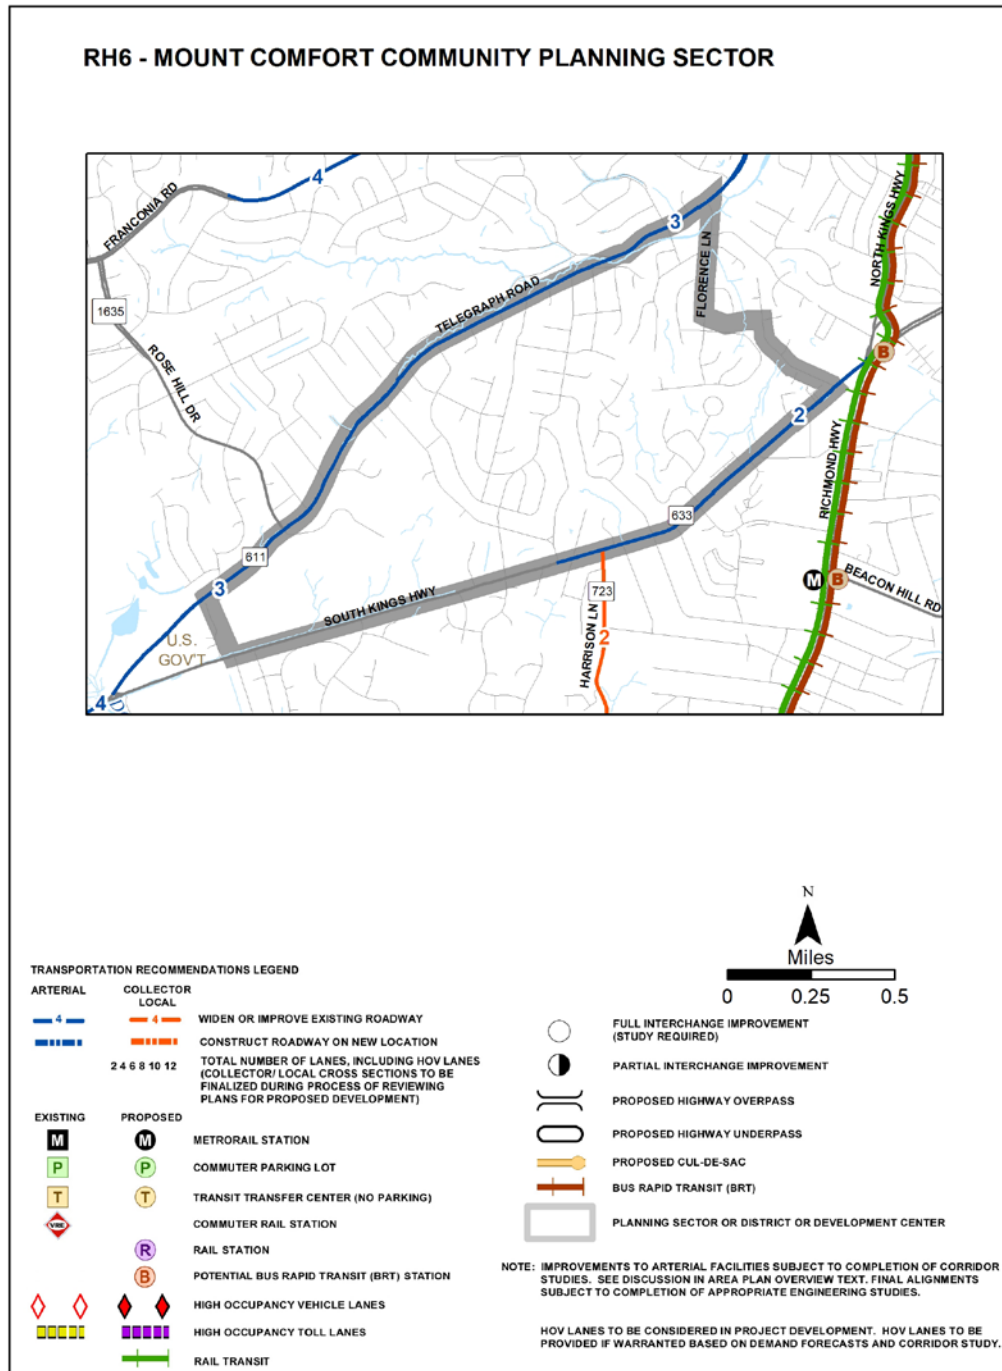 RH6 - MOUNT COMFORT COMMUNITY PLANNING SECTOR
4
FRANCONIA RD
3
NORTH KINGS HWY
FLORENCE LN
TELEGRAPH ROAD
1635
ROSE HILL DR
B
2
RICHMOND HWY
633
611
3
M
B
BEACON HILL RD
723
SOUTH KINGS HWY
HARRISON LN
2
U.S.
GOV'T
4
N
Miles
0 0.25 0.5
TRANSPORTATION RECOMMENDATIONS LEGEND
ARTERIAL COLLECTOR
LOCAL
4 4 WIDEN OR IMPROVE EXISTING ROADWAY
CONSTRUCT ROADWAY ON NEW LOCATION
2 4 6 8 10 12 TOTAL NUMBER OF LANES, INCLUDING HOV LANES
(COLLECTOR/ LOCAL CROSS SECTIONS TO BE
FINALIZED DURING PROCESS OF REVIEWING
PLANS FOR PROPOSED DEVELOPMENT)
EXISTING PROPOSED
M M METRORAIL STATION
P P COMMUTER PARKING LOT
T T TRANSIT TRANSFER CENTER (NO PARKING)
VRE COMMUTER RAIL STATION
R RAIL STATION
B POTENTIAL BUS RAPID TRANSIT (BRT) STATION
HIGH OCCUPANCY VEHICLE LANES
HIGH OCCUPANCY TOLL LANES
RAIL TRANSIT
FULL INTERCHANGE IMPROVEMENT
(STUDY REQUIRED)
PARTIAL INTERCHANGE IMPROVEMENT
PROPOSED HIGHWAY OVERPASS
PROPOSED HIGHWAY UNDERPASS
PROPOSED CUL-DE-SAC
BUS RAPID TRANSIT (BRT)
PLANNING SECTOR OR DISTRICT OR DEVELOPMENT CENTER
NOTE: IMPROVEMENTS TO ARTERIAL FACILITIES SUBJECT TO COMPLETION OF CORRIDOR
STUDIES. SEE DISCUSSION IN AREA PLAN OVERVIEW TEXT. FINAL ALIGNMENTS
SUBJECT TO COMPLETION OF APPROPRIATE ENGINEERING STUDIES.
HOV LANES TO BE CONSIDERED IN PROJECT DEVELOPMENT. HOV LANES TO BE
PROVIDED IF WARRANTED BASED ON DEMAND FORECASTS AND CORRIDOR STUDY.